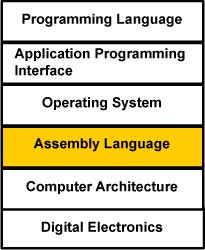 Programming Language
Application Programming
Interface
Operating System
Assembly Language
Computer Architecture
Digital Electronics